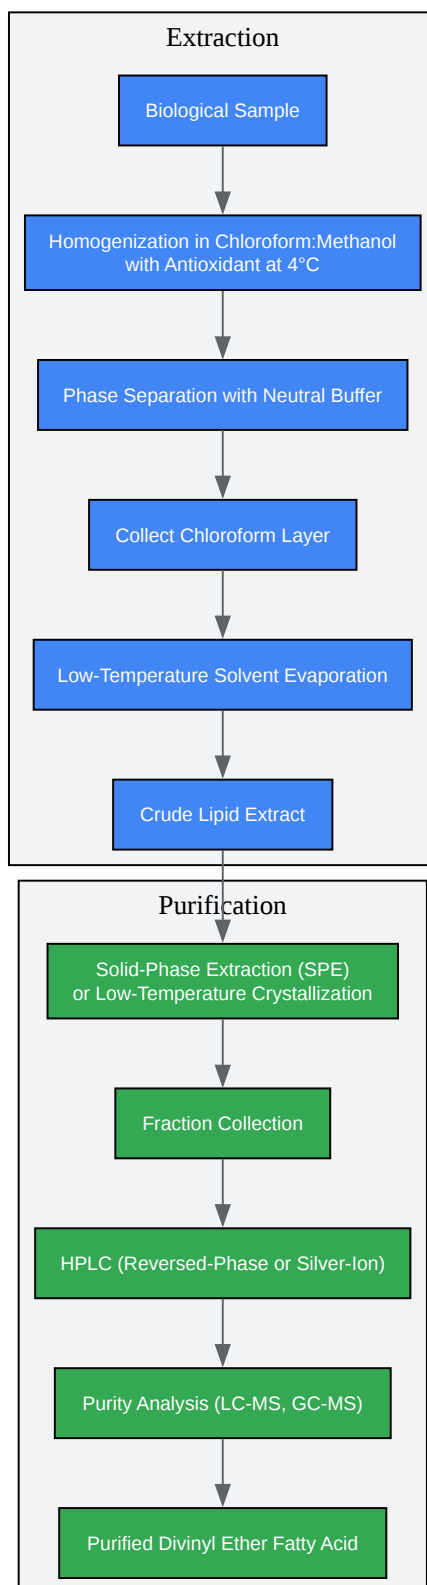 Extraction
Biological Sample
Homogenization in Chloroform:Methanol
with Antioxidant at 4°C
Phase Separation with Neutral Buffer
Collect Chloroform Layer
Low-Temperature Solvent Evaporation
Crude Lipid Extract
Purification
Solid-Phase Extraction (SPE)
or Low-Temperature Crystallization
Fraction Collection
HPLC (Reversed-Phase or Silver-Ion)
Purity Analysis (LC-MS, GC-MS)
Purified Divinyl Ether Fatty Acid